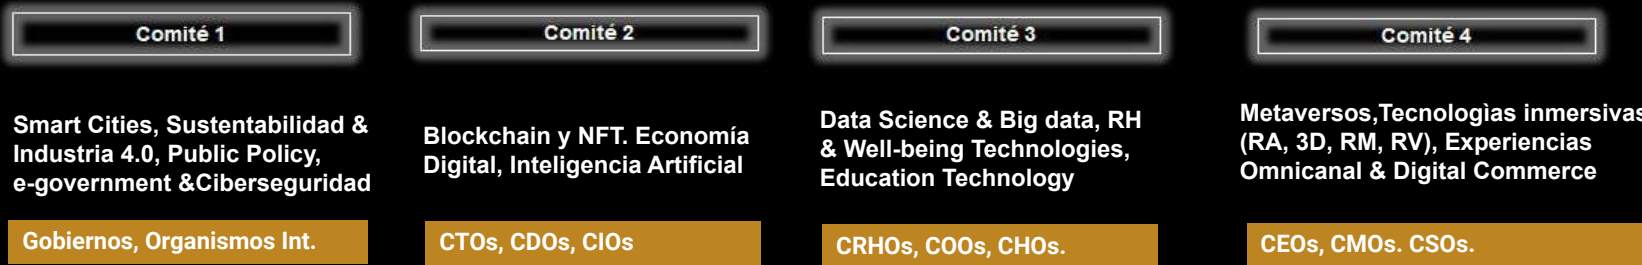 Comité 1
Smart Cities, Sustentabilidad &
Industria 4.0, Public Policy,
e-government &Ciberseguridad
Gobiernos, Organismos Int.
Comité 2
Blockchain y NFT. Economía
Digital, Inteligencia Artificial
CTOs, CDOs, CIOs
Comité 3
Data Science & Big data, RH
& Well-being Technologies,
Education Technology
CRHOs, COOs, CHOs.
Comité 4
Metaversos,Tecnologìas inmersivas
(RA, 3D, RM, RV), Experiencias
Omnicanal & Digital Commerce
CEOs, CMOs. CSOs.